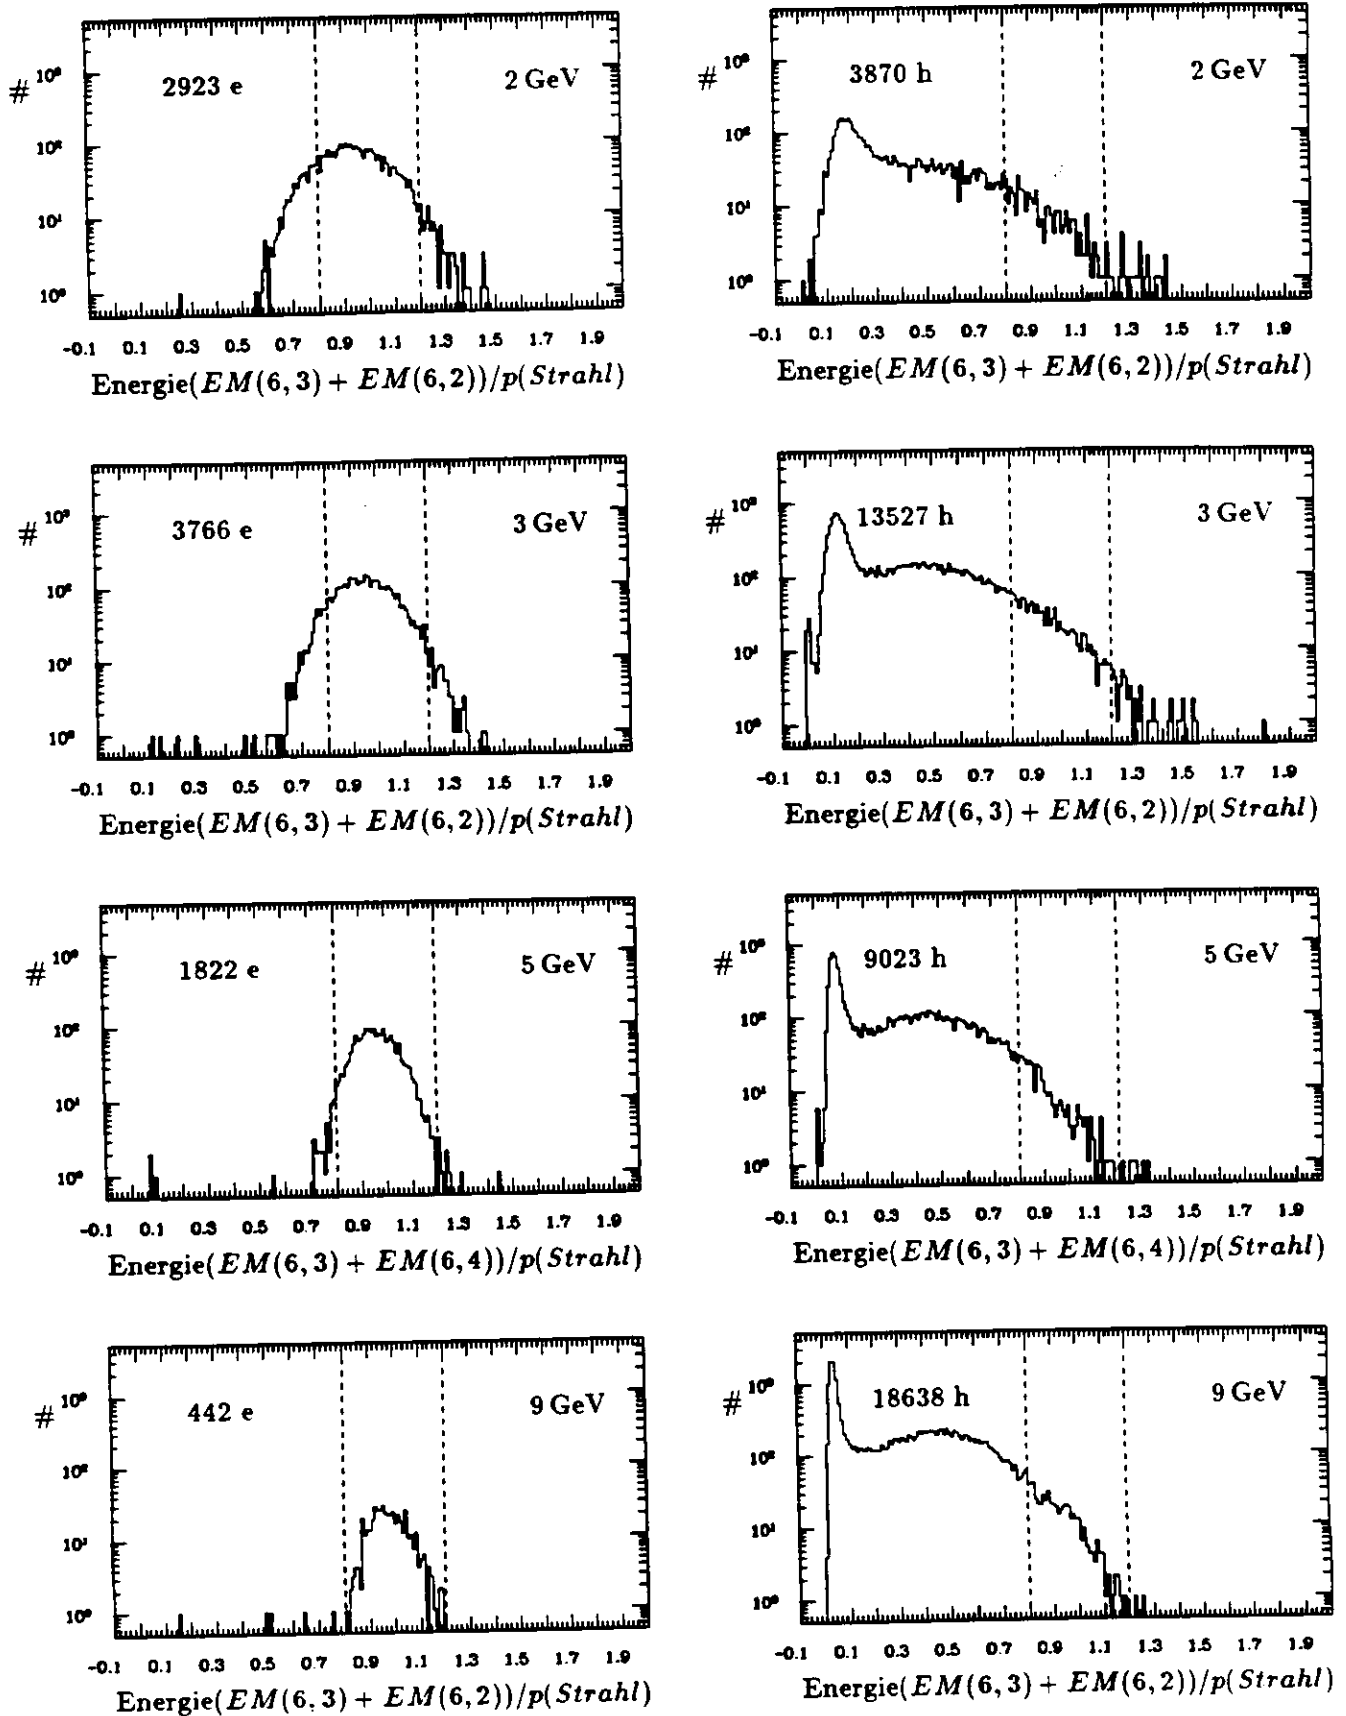 # 10³ 2923 e 2 GeV
10²
10¹
10⁰
-0.1 0.1 0.3 0.5 0.7 0.9 1.1 1.3 1.5 1.7 1.9
Energie(EM(6,3) + EM(6,2))/p(Strahl)
# 10³ 3870 h 2 GeV
10²
10¹
10⁰
-0.1 0.1 0.3 0.5 0.7 0.9 1.1 1.3 1.5 1.7 1.9
Energie(EM(6,3) + EM(6,2))/p(Strahl)
# 10³ 3766 e 3 GeV
10²
10¹
10⁰
-0.1 0.1 0.3 0.5 0.7 0.9 1.1 1.3 1.5 1.7 1.9
Energie(EM(6,3) + EM(6,2))/p(Strahl)
# 10³ 13527 h 3 GeV
10²
10¹
10⁰
-0.1 0.1 0.3 0.5 0.7 0.9 1.1 1.3 1.5 1.7 1.9
Energie(EM(6,3) + EM(6,2))/p(Strahl)
# 10³ 1822 e 5 GeV
10²
10¹
10⁰
-0.1 0.1 0.3 0.5 0.7 0.9 1.1 1.3 1.5 1.7 1.9
Energie(EM(6,3) + EM(6,4))/p(Strahl)
# 10³ 9023 h 5 GeV
10²
10¹
10⁰
-0.1 0.1 0.3 0.5 0.7 0.9 1.1 1.3 1.5 1.7 1.9
Energie(EM(6,3) + EM(6,4))/p(Strahl)
# 10³ 442 e 9 GeV
10²
10¹
10⁰
-0.1 0.1 0.3 0.5 0.7 0.9 1.1 1.3 1.5 1.7 1.9
Energie(EM(6,3) + EM(6,2))/p(Strahl)
# 10³ 18638 h 9 GeV
10²
10¹
10⁰
-0.1 0.1 0.3 0.5 0.7 0.9 1.1 1.3 1.5 1.7 1.9
Energie(EM(6,3) + EM(6,2))/p(Strahl)